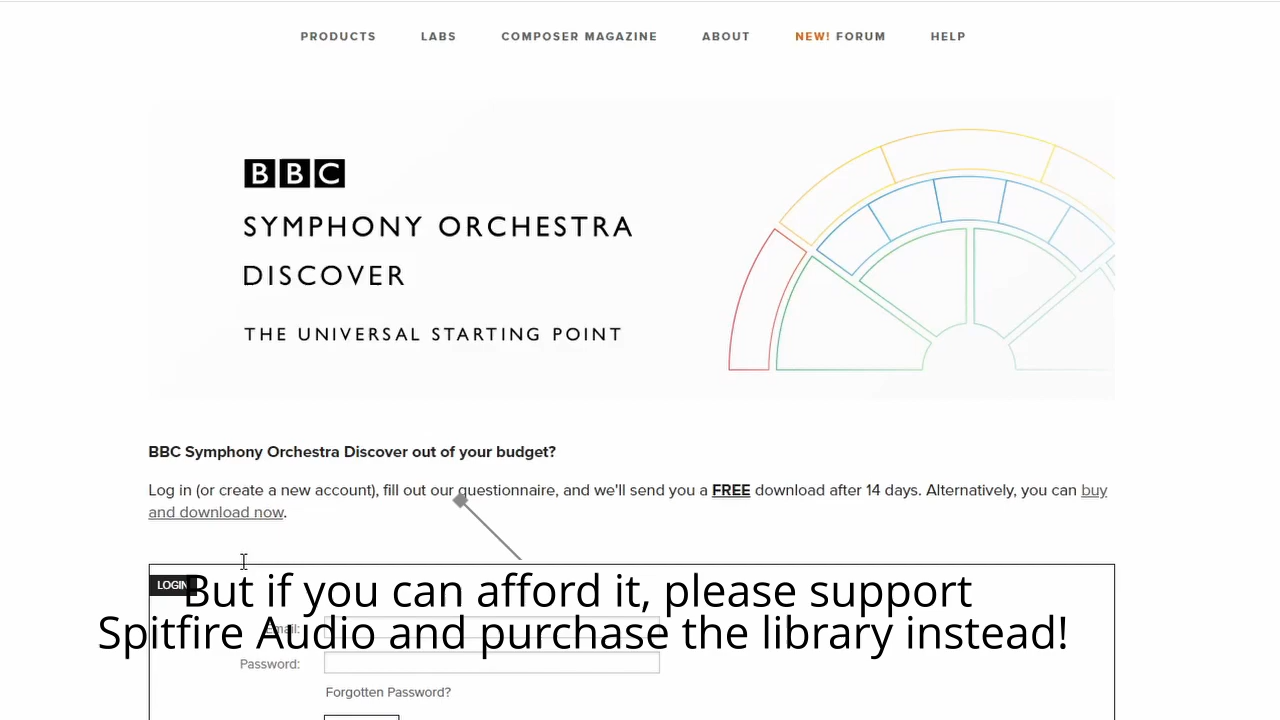 PRODUCTS LABS COMPOSER MAGAZINE ABOUT NEW! FORUM HELP
BBC
SYMPHONY ORCHESTRA
DISCOVER
THE UNIVERSAL STARTING POINT
BBC Symphony Orchestra Discover out of your budget?
Log in (or create a new account), fill out our questionnaire, and we'll send you a FREE download after 14 days. Alternatively, you can buy
and download now.
LOGIN
But if you can afford it, please support
Email:
Spitfire Audio and purchase the library instead!
Password:
Forgotten Password?